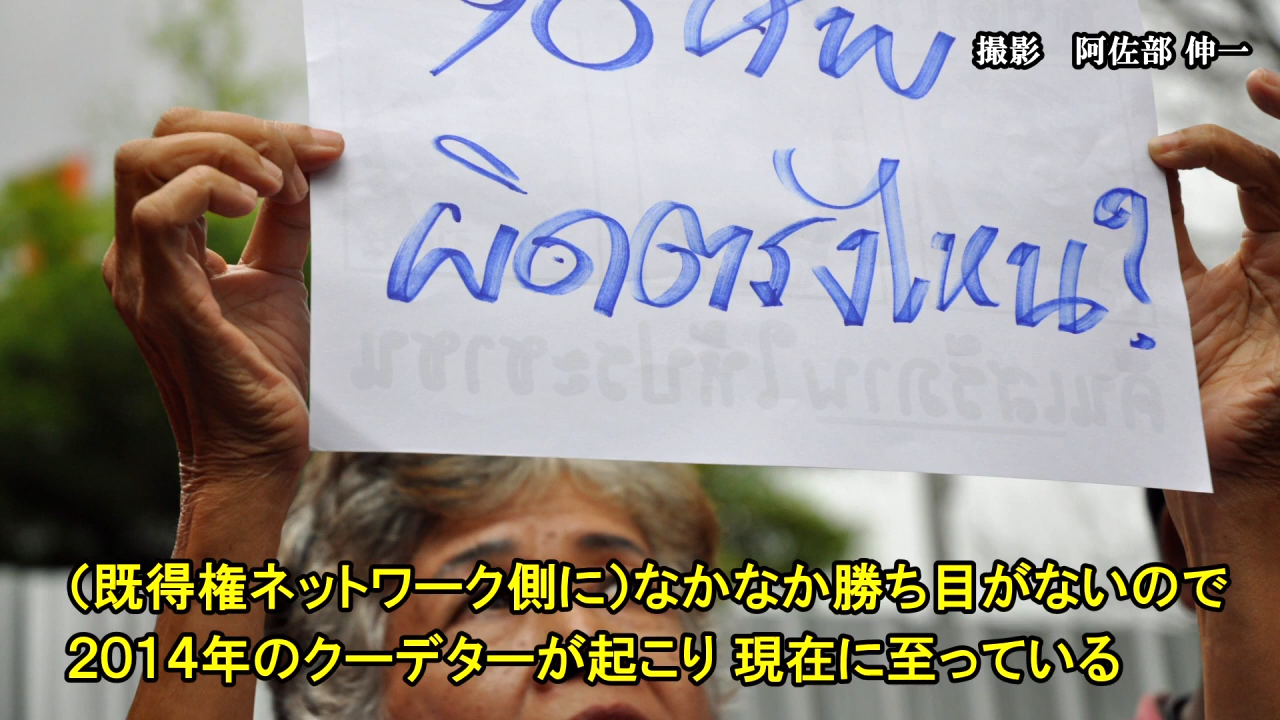 撮影　阿佐部 伸一
ผิดตรงไหน?
（既得権ネットワーク側に）なかなか勝ち目がないので
2014年のクーデターが起こり 現在に至っている